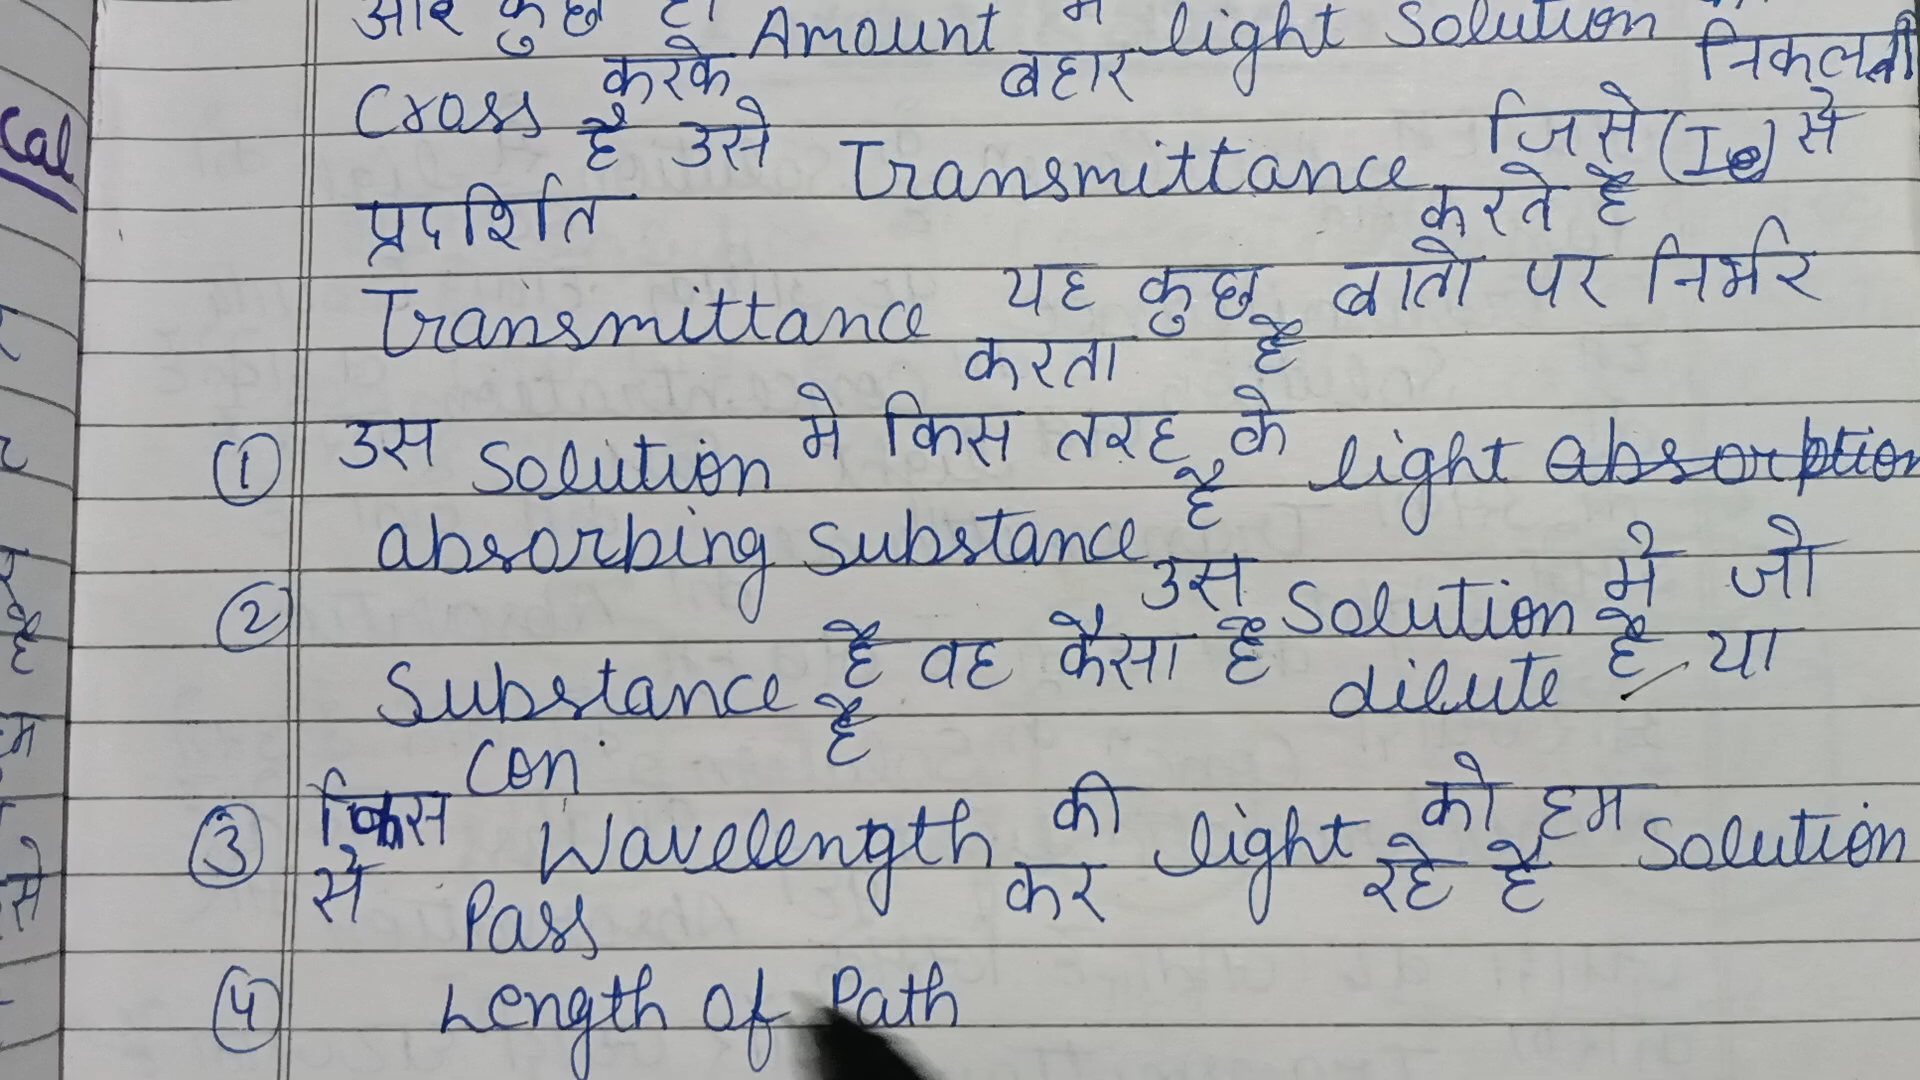 और कुछ ही Amount में light Solution
Cross करके बहार निकलती
है उसे Transmittance जिसे (Ie) से
प्रदर्शित करते है
Transmittance यह कुछ बातो पर निर्भर
करता है
① उस Solution मे किस तरह के light absorption
absorbing substance है
② उस Solution मे जो
Substance है वह कैसा है dilute है या
Con है
③ किस Wavelength की light को हम Solution
से Pass कर रहे है
④ Length of Path
cal